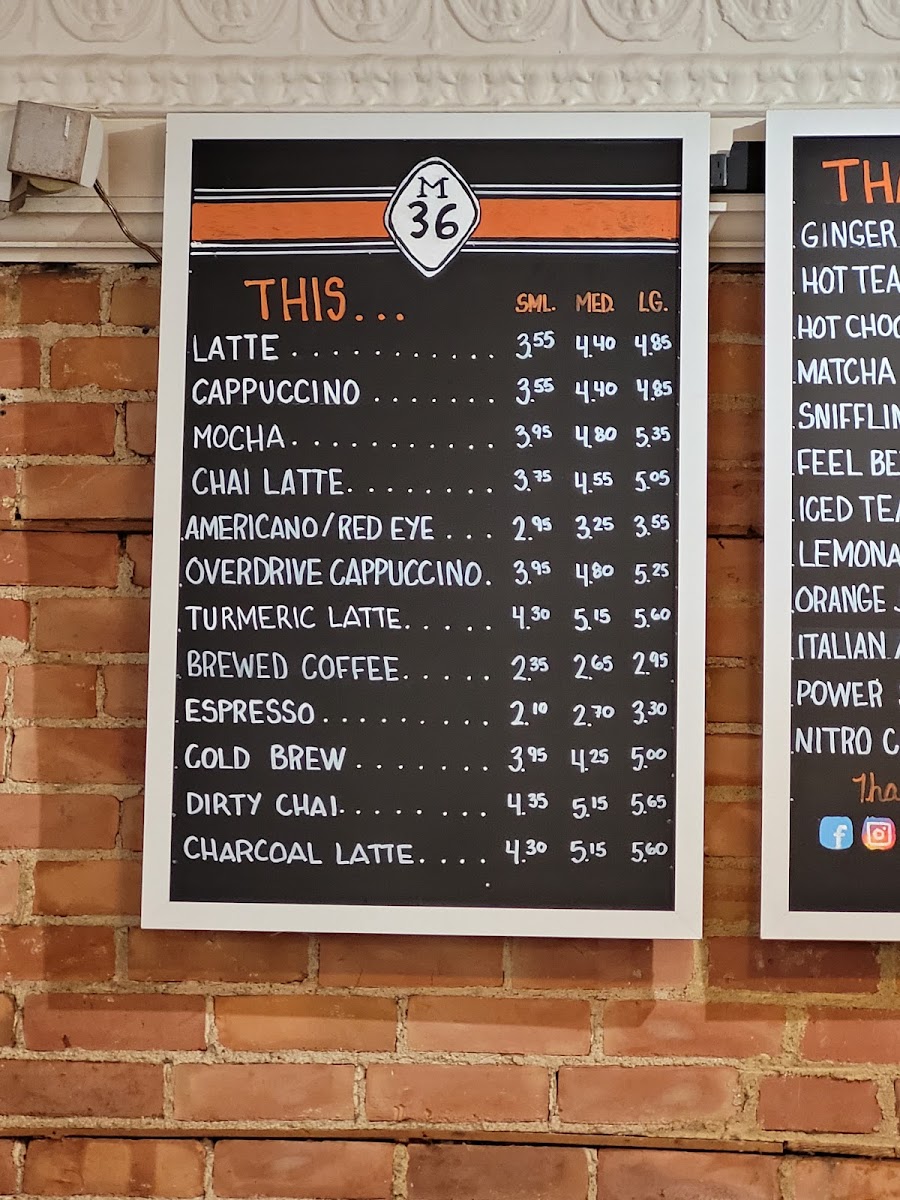 M
36
THIS... SML. MED. LG.
LATTE........... 3.55 4.40 4.85
CAPPUCCINO ....... 3.55 4.40 4.85
MOCHA........... 3.95 4.80 5.35
CHAI LATTE........ 3.75 4.55 5.05
AMERICANO/RED EYE ... 2.95 3.25 3.55
OVERDRIVE CAPPUCCINO. 3.95 4.80 5.25
TURMERIC LATTE..... 4.30 5.15 5.60
BREWED COFFEE..... 2.35 2.65 2.95
ESPRESSO......... 2.10 2.70 3.30
COLD BREW ....... 3.95 4.25 5.00
DIRTY CHAI....... 4.35 5.15 5.65
CHARCOAL LATTE.... 4.30 5.15 5.60
GINGER
HOT TEA
MATCHA
ICED TEA
ORANGE
ITALIAN
POWER
NITRO C
f